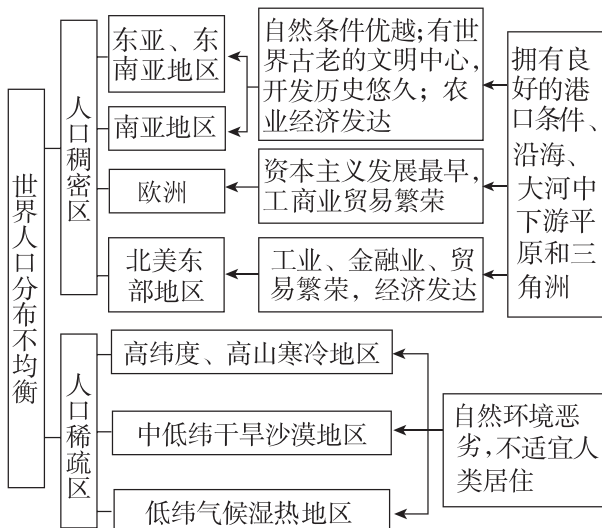 世界人口分布不均衡
人口稠密区
东亚、东
南亚地区
南亚地区
自然条件优越;有世
界古老的文明中心,
开发历史悠久；农
业经济发达
欧洲
资本主义发展最早,
工商业贸易繁荣
北美东
部地区
工业、金融业、贸
易繁荣，经济发达
拥有良
好的港
口条件、
沿海、
大河中
下游平
原和三
角洲
人口稀疏区
高纬度、高山寒冷地区
中低纬干旱沙漠地区
低纬气候湿热地区
自然环境恶
劣,不适宜人
类居住